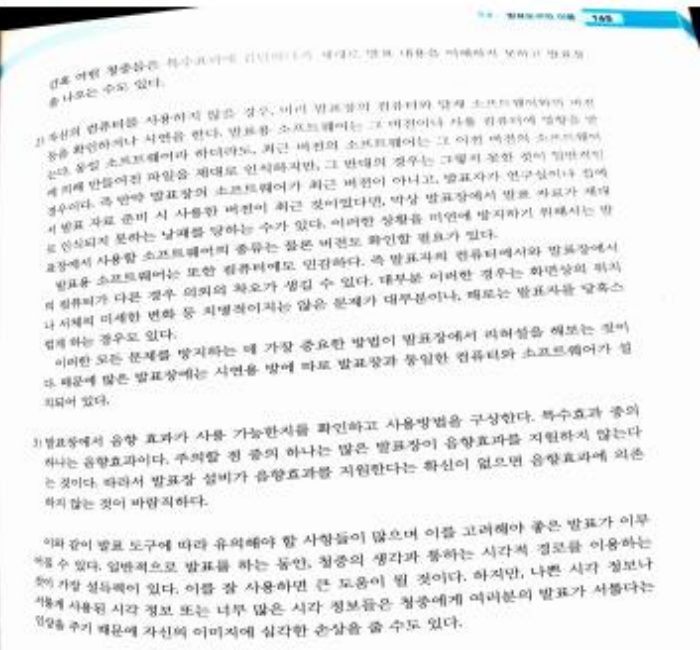 발표도구의 이용 165
간혹 어떤 청중들은 특수효과에 제대로 발표 내용을 이해하지 못하고 발표장
을 나오는 수도 있다.
2) 자신의 컴퓨터를 사용하지 않을 경우, 미리 발표장의 컴퓨터와 탑재 소프트웨어와의 버전
등을 확인하거나 시연을 한다. 발표용 소프트웨어는 그 버전이나 사용 컴퓨터에 영향을 받
는다. 동일 소프트웨어라 하더라도, 최근 버전의 소프트웨어는 그 이전 버전의 소프트웨어
에 의해 만들어진 파일을 제대로 인식하지만, 그 반대의 경우는 그렇지 못한 것이 일반적인
경우이다. 즉 만약 발표장의 소프트웨어가 최근 버전이 아니고, 발표자가 연구실이나 집에
서 발표 자료 준비 시 사용한 버전이 최근 것이었다면, 막상 발표장에서 발표 자료가 제대
로 인식되지 못하는 낭패를 당하는 수가 있다. 이러한 상황을 미연에 방지하기 위해서는 발
표장에서 사용할 소프트웨어의 종류는 물론 버전도 확인할 필요가 있다.
발표용 소프트웨어는 또한 컴퓨터에도 민감하다. 즉 발표자의 컴퓨터에서와 발표장에서
의 컴퓨터가 다른 경우 의외의 착오가 생길 수 있다. 대부분 이러한 경우는 화면상의 위치
나 서체의 미세한 변화 등 치명적이지는 않은 문제가 대부분이나, 때로는 발표자를 당혹스
럽게 하는 경우도 있다.
이러한 모든 문제를 방지하는 데 가장 중요한 방법이 발표장에서 리허설을 해보는 것이
다. 때문에 많은 발표장에는 시연용 방에 따로 발표장과 동일한 컴퓨터와 소프트웨어가 설
치되어 있다.
3) 발표장에서 음향 효과가 사용 가능한지를 확인하고 사용방법을 구상한다. 특수효과 중의
하나는 음향효과이다. 주의할 점 중의 하나는 많은 발표장이 음향효과를 지원하지 않는다
는 것이다. 따라서 발표장 설비가 음향효과를 지원한다는 확신이 없으면 음향효과에 의존
하지 않는 것이 바람직하다.
이와 같이 발표 도구에 따라 유의해야 할 사항들이 많으며 이를 고려해야 좋은 발표가 이루
어질 수 있다. 일반적으로 발표를 하는 동안, 청중의 생각과 통하는 시각적 경로를 이용하는
것이 가장 설득력이 있다. 이를 잘 사용하면 큰 도움이 될 것이다. 하지만, 나쁜 시각 정보나
서툴게 사용된 시각 정보 또는 너무 많은 시각 정보들은 청중에게 여러분의 발표가 서툴다는
인상을 주기 때문에 자신의 이미지에 심각한 손상을 줄 수도 있다.